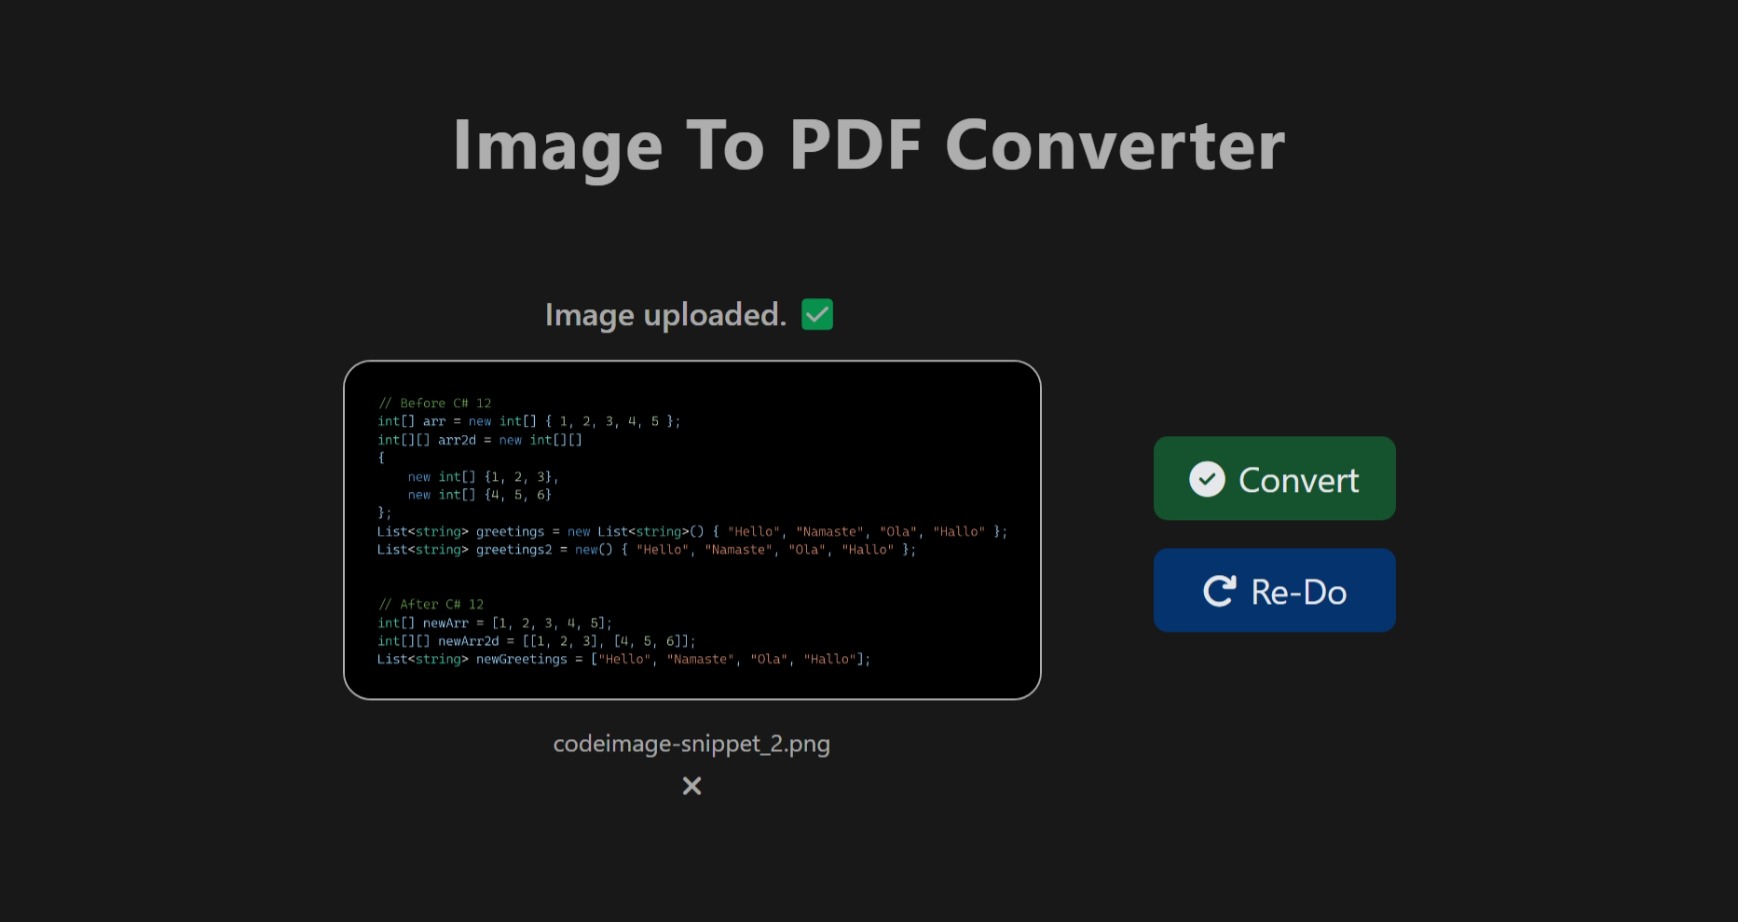 Image To PDF Converter
Image uploaded. ✅
// Before C# 12
int[] arr = new int[] { 1, 2, 3, 4, 5 };
int[][] arr2d = new int[][]
{
    new int[] {1, 2, 3},
    new int[] {4, 5, 6}
};
List<string> greetings = new List<string>() { "Hello", "Namaste", "Ola", "Hallo" };
List<string> greetings2 = new() { "Hello", "Namaste", "Ola", "Hallo" };
// After C# 12
int[] newArr = [1, 2, 3, 4, 5];
int[][] newArr2d = [[1, 2, 3], [4, 5, 6]];
List<string> newGreetings = ["Hello", "Namaste", "Ola", "Hallo"];
codeimage-snippet_2.png
Convert
Re-Do